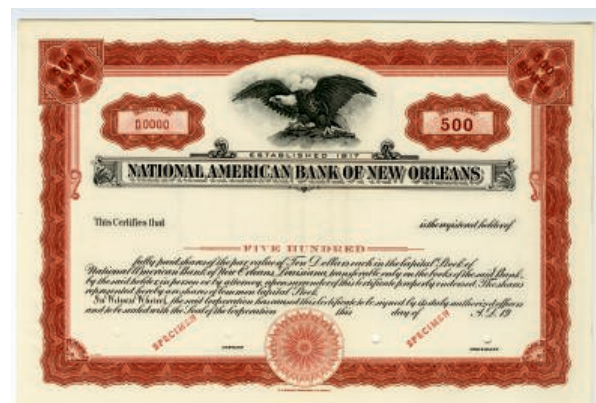 00000
500
ESTABLISHED 1917
NATIONAL AMERICAN BANK OF NEW ORLEANS
This Certifies that
is the registered holder of
FIVE HUNDRED
fully paid shares of the par value of Ten Dollars each in the Capital Stock of
National American Bank of New Orleans, Louisiana, transferable only on the books of the said Bank,
by the said holder in person or by attorney, upon surrender of this certificate properly endorsed. The shares
represented hereby are shares of Common Capital Stock.
In Witness Whereof, the said Corporation has caused this Certificate to be signed by its duly authorized officers
and to be sealed with the Seal of the Corporation this day of A.D. 19
SPECIMEN
SPECIMEN